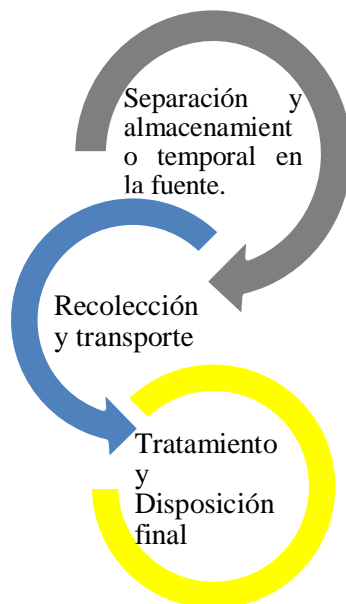 Separación y
almacenamient
o temporal en
la fuente.
Recolección
y transporte
Tratamiento
y
Disposición
final